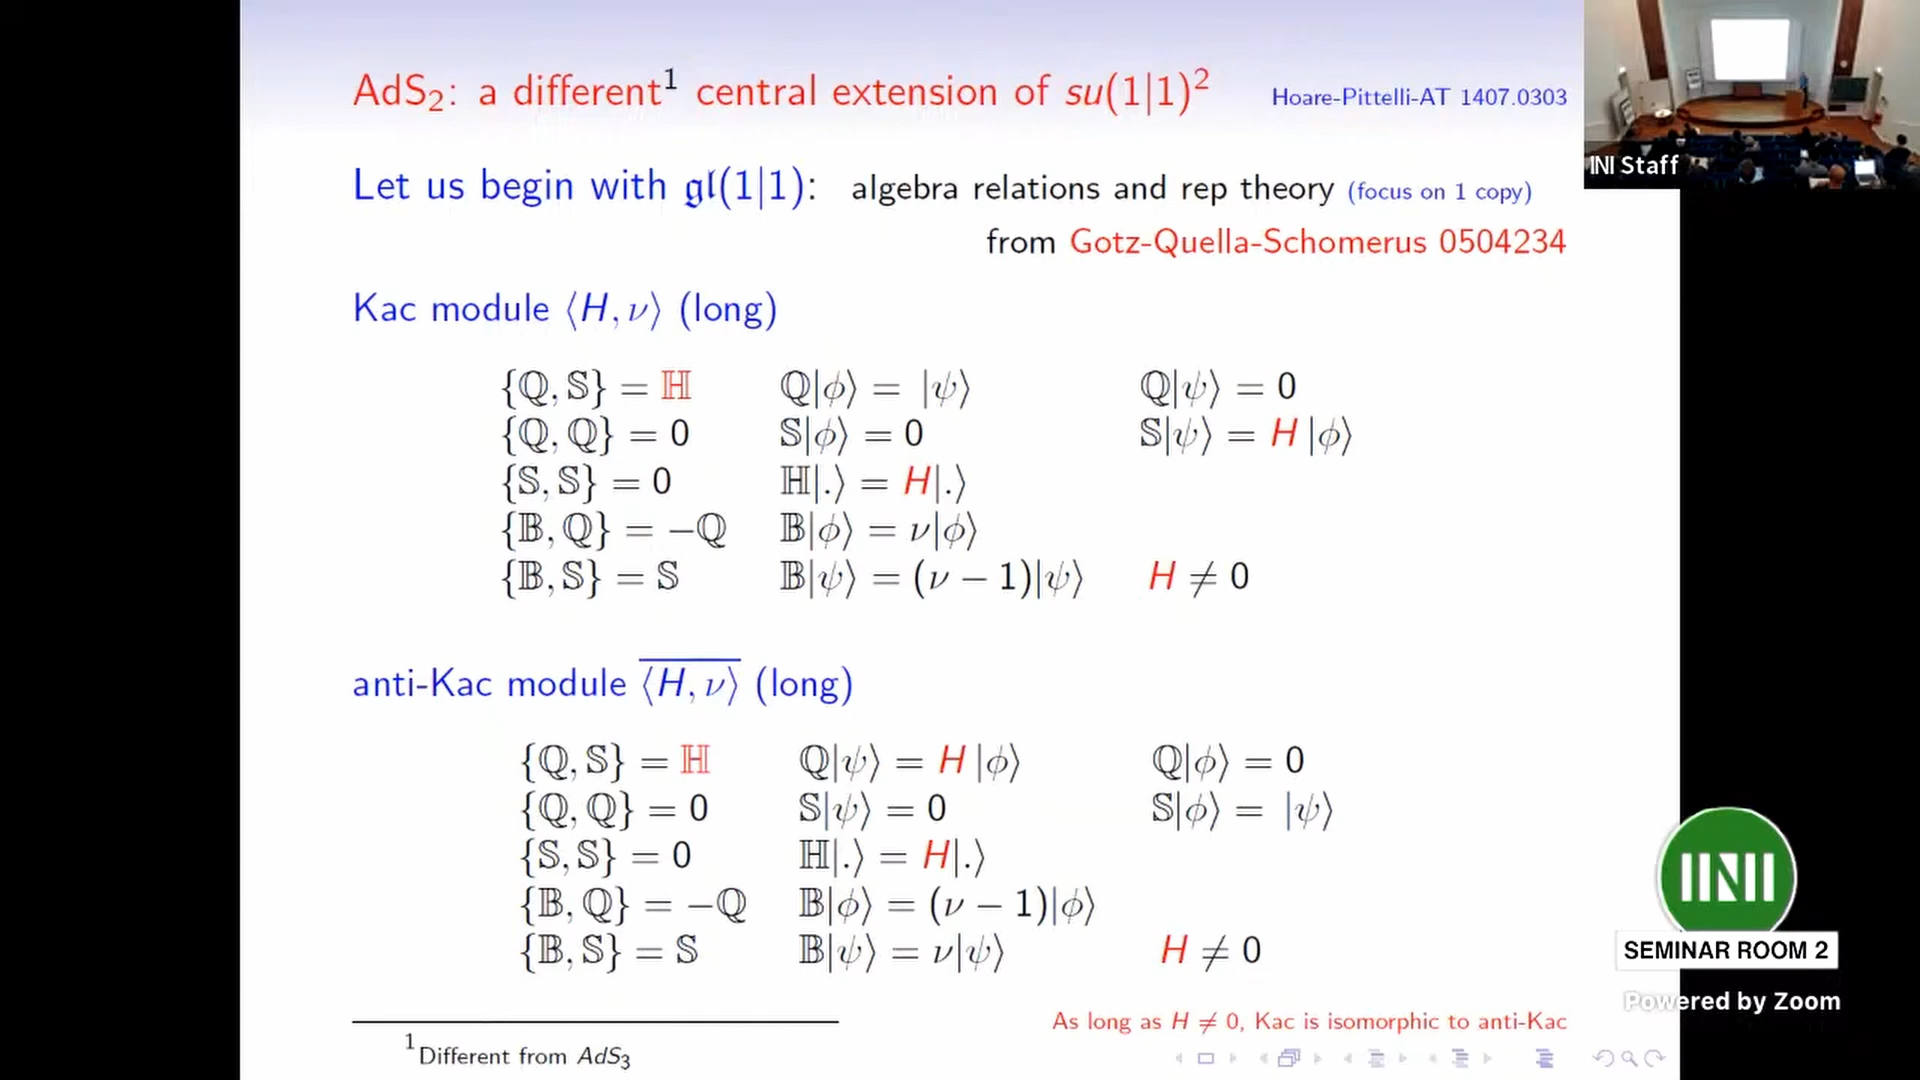 AdS₂: a different¹ central extension of su(1|1)² Hoare-Pittelli-AT 1407.0303
INI Staff
Let us begin with 𝔤𝔩(1|1): algebra relations and rep theory (focus on 1 copy)
from Gotz-Quella-Schomerus 0504234
Kac module ⟨H, ν⟩ (long)
{ℚ, 𝕊} = ℍ ℚ|ϕ⟩ = |ψ⟩ ℚ|ψ⟩ = 0
{ℚ, ℚ} = 0 𝕊|ϕ⟩ = 0 𝕊|ψ⟩ = H |ϕ⟩
{𝕊, 𝕊} = 0 ℍ|.⟩ = H|.⟩
{𝔹, ℚ} = −ℚ 𝔹|ϕ⟩ = ν|ϕ⟩
{𝔹, 𝕊} = 𝕊 𝔹|ψ⟩ = (ν − 1)|ψ⟩ H ≠ 0
anti-Kac module \overline{⟨H, ν⟩} (long)
{ℚ, 𝕊} = ℍ ℚ|ψ⟩ = H |ϕ⟩ ℚ|ϕ⟩ = 0
{ℚ, ℚ} = 0 𝕊|ψ⟩ = 0 𝕊|ϕ⟩ = |ψ⟩
{𝕊, 𝕊} = 0 ℍ|.⟩ = H|.⟩
{𝔹, ℚ} = −ℚ 𝔹|ϕ⟩ = (ν − 1)|ϕ⟩
{𝔹, 𝕊} = 𝕊 𝔹|ψ⟩ = ν|ψ⟩ H ≠ 0
As long as H ≠ 0, Kac is isomorphic to anti-Kac
¹Different from AdS₃
INI
SEMINAR ROOM 2
Powered by Zoom